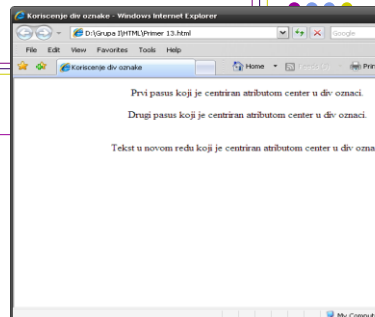 Koriscenje div oznake - Windows Internet Explorer
D:\Grupa I\HTML\Primer 13.html
Google
File Edit View Favorites Tools Help
Koriscenje div oznake
Home
Prin
Prvi pasus koji je centriran atributom center u div oznaci.
Drugi pasus koji je centriran atributom center u div oznaci.
Tekst u novom redu koji je centriran atributom center u div ozna
My Comput